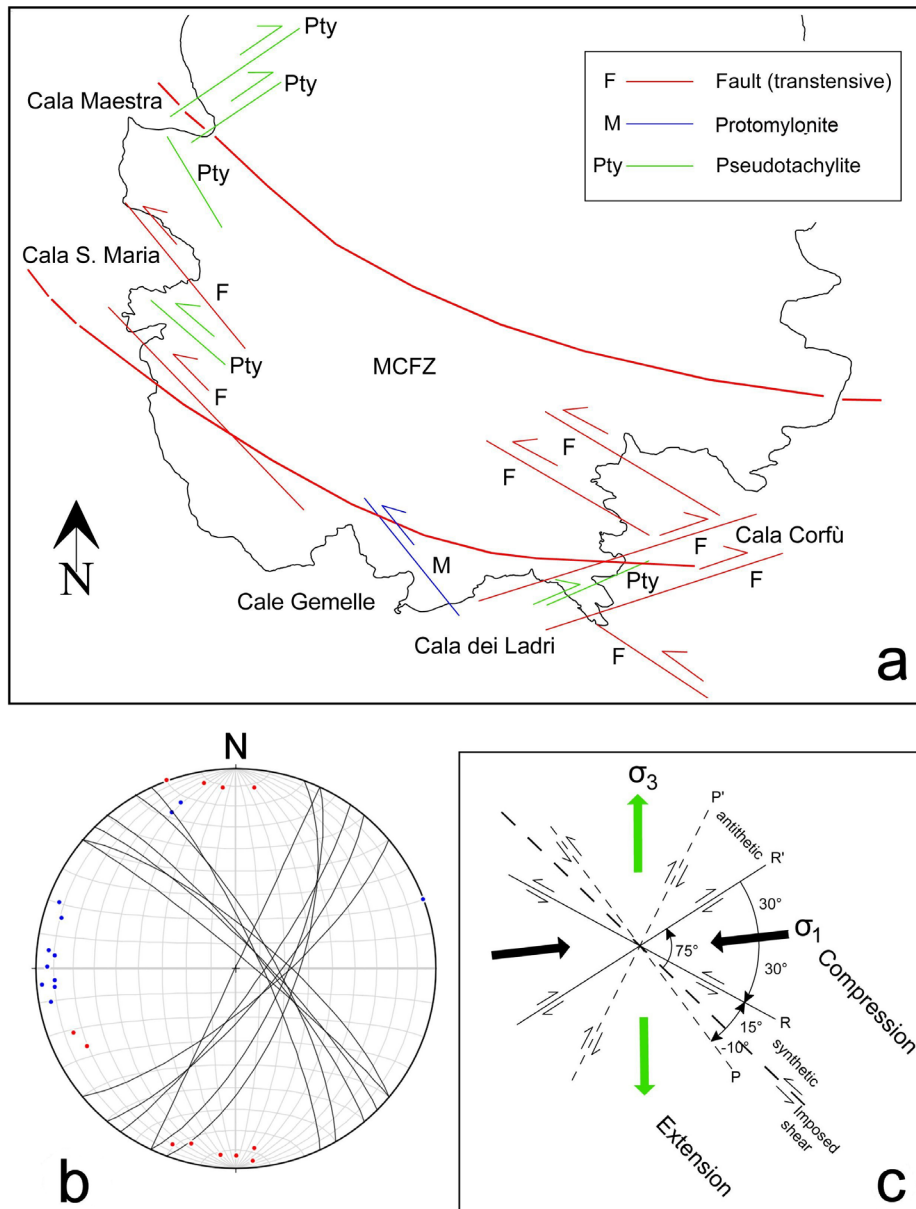 Pty
Pty
Cala Maestra
Pty
Cala S. Maria
F
Pty
F
MCFZ
F Fault (transtensive)
M Protomylonite
Pty Pseudotachylite
F
F
Cala Corfù
F
F
M
Pty
Cale Gemelle
Cala dei Ladri
F
N
a
N
b
σ3
P'
antithetic
R'
30°
σ1
75°
30°
Compression
R
15°
-10°
P
synthetic
Imposed
shear
Extension
c